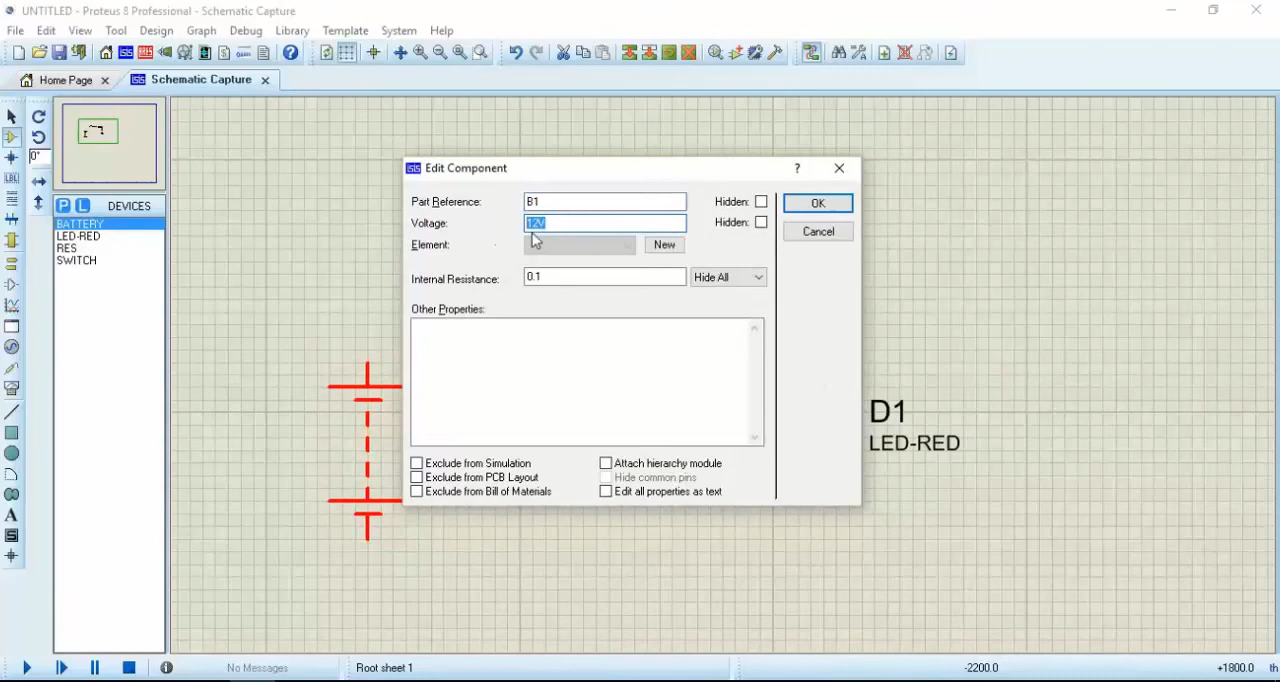 UNTITLED - Proteus 8 Professional - Schematic Capture
File Edit View Tool Design Graph Debug Library Template System Help
Home Page Schematic Capture
0°
LBL
P L DEVICES
BATTERY
LED-RED
RES
SWITCH
A
S
isis Edit Component ?
Part Reference: B1 Hidden:
Voltage: 12V Hidden:
Element: New
Internal Resistance: 0.1 Hide All
Other Properties:
OK
Cancel
Exclude from Simulation Attach hierarchy module
Exclude from PCB Layout Hide common pins
Exclude from Bill of Materials Edit all properties as text
D1
LED-RED
No Messages Root sheet 1 -2200.0 +1800.0 th